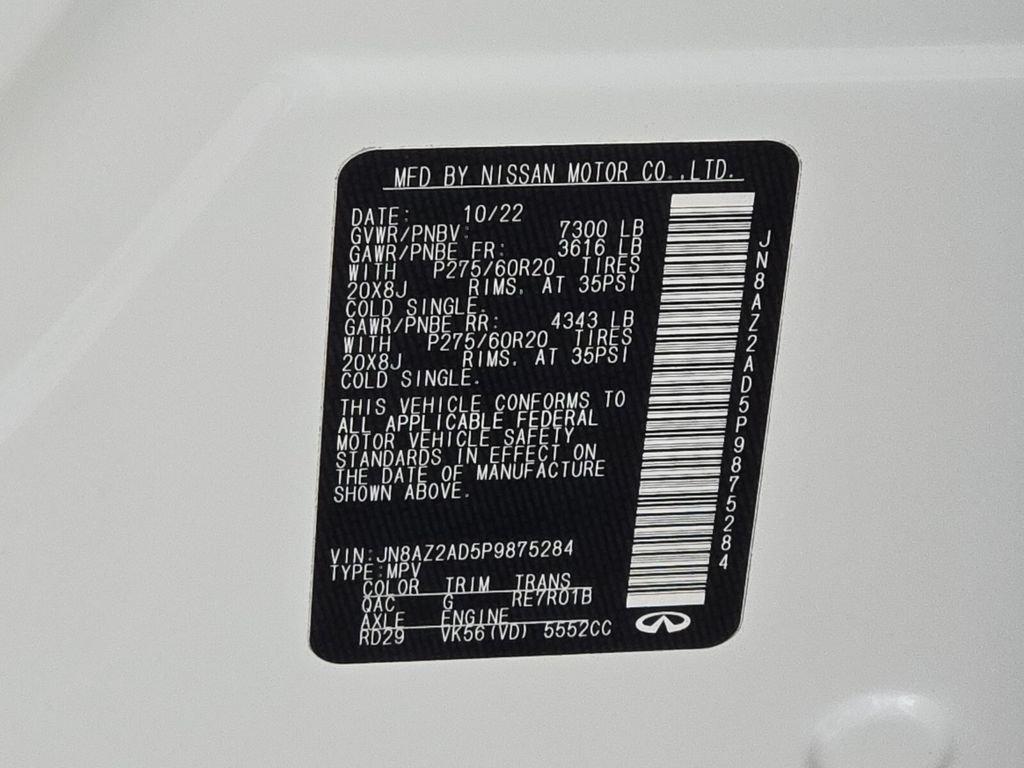 MFD BY NISSAN MOTOR CO.,LTD.
DATE: 10/22
GVWR/PNBV: 7300 LB
GAWR/PNBE FR: 3616 LB
WITH P275/60R20 TIRES
20X8J RIMS, AT 35PSI
COLD SINGLE.
GAWR/PNBE RR: 4343 LB
WITH P275/60R20 TIRES
20X8J RIMS, AT 35PSI
COLD SINGLE.
THIS VEHICLE CONFORMS TO
ALL APPLICABLE FEDERAL
MOTOR VEHICLE SAFETY
STANDARDS IN EFFECT ON
THE DATE OF MANUFACTURE
SHOWN ABOVE.
VIN:JN8AZ2AD5P9875284
TYPE:MPV
COLOR TRIM TRANS
QAC G RE7R01B
AXLE ENGINE
RD29 VK56(VD) 5552CC
JN8AZ2AD5P9875284